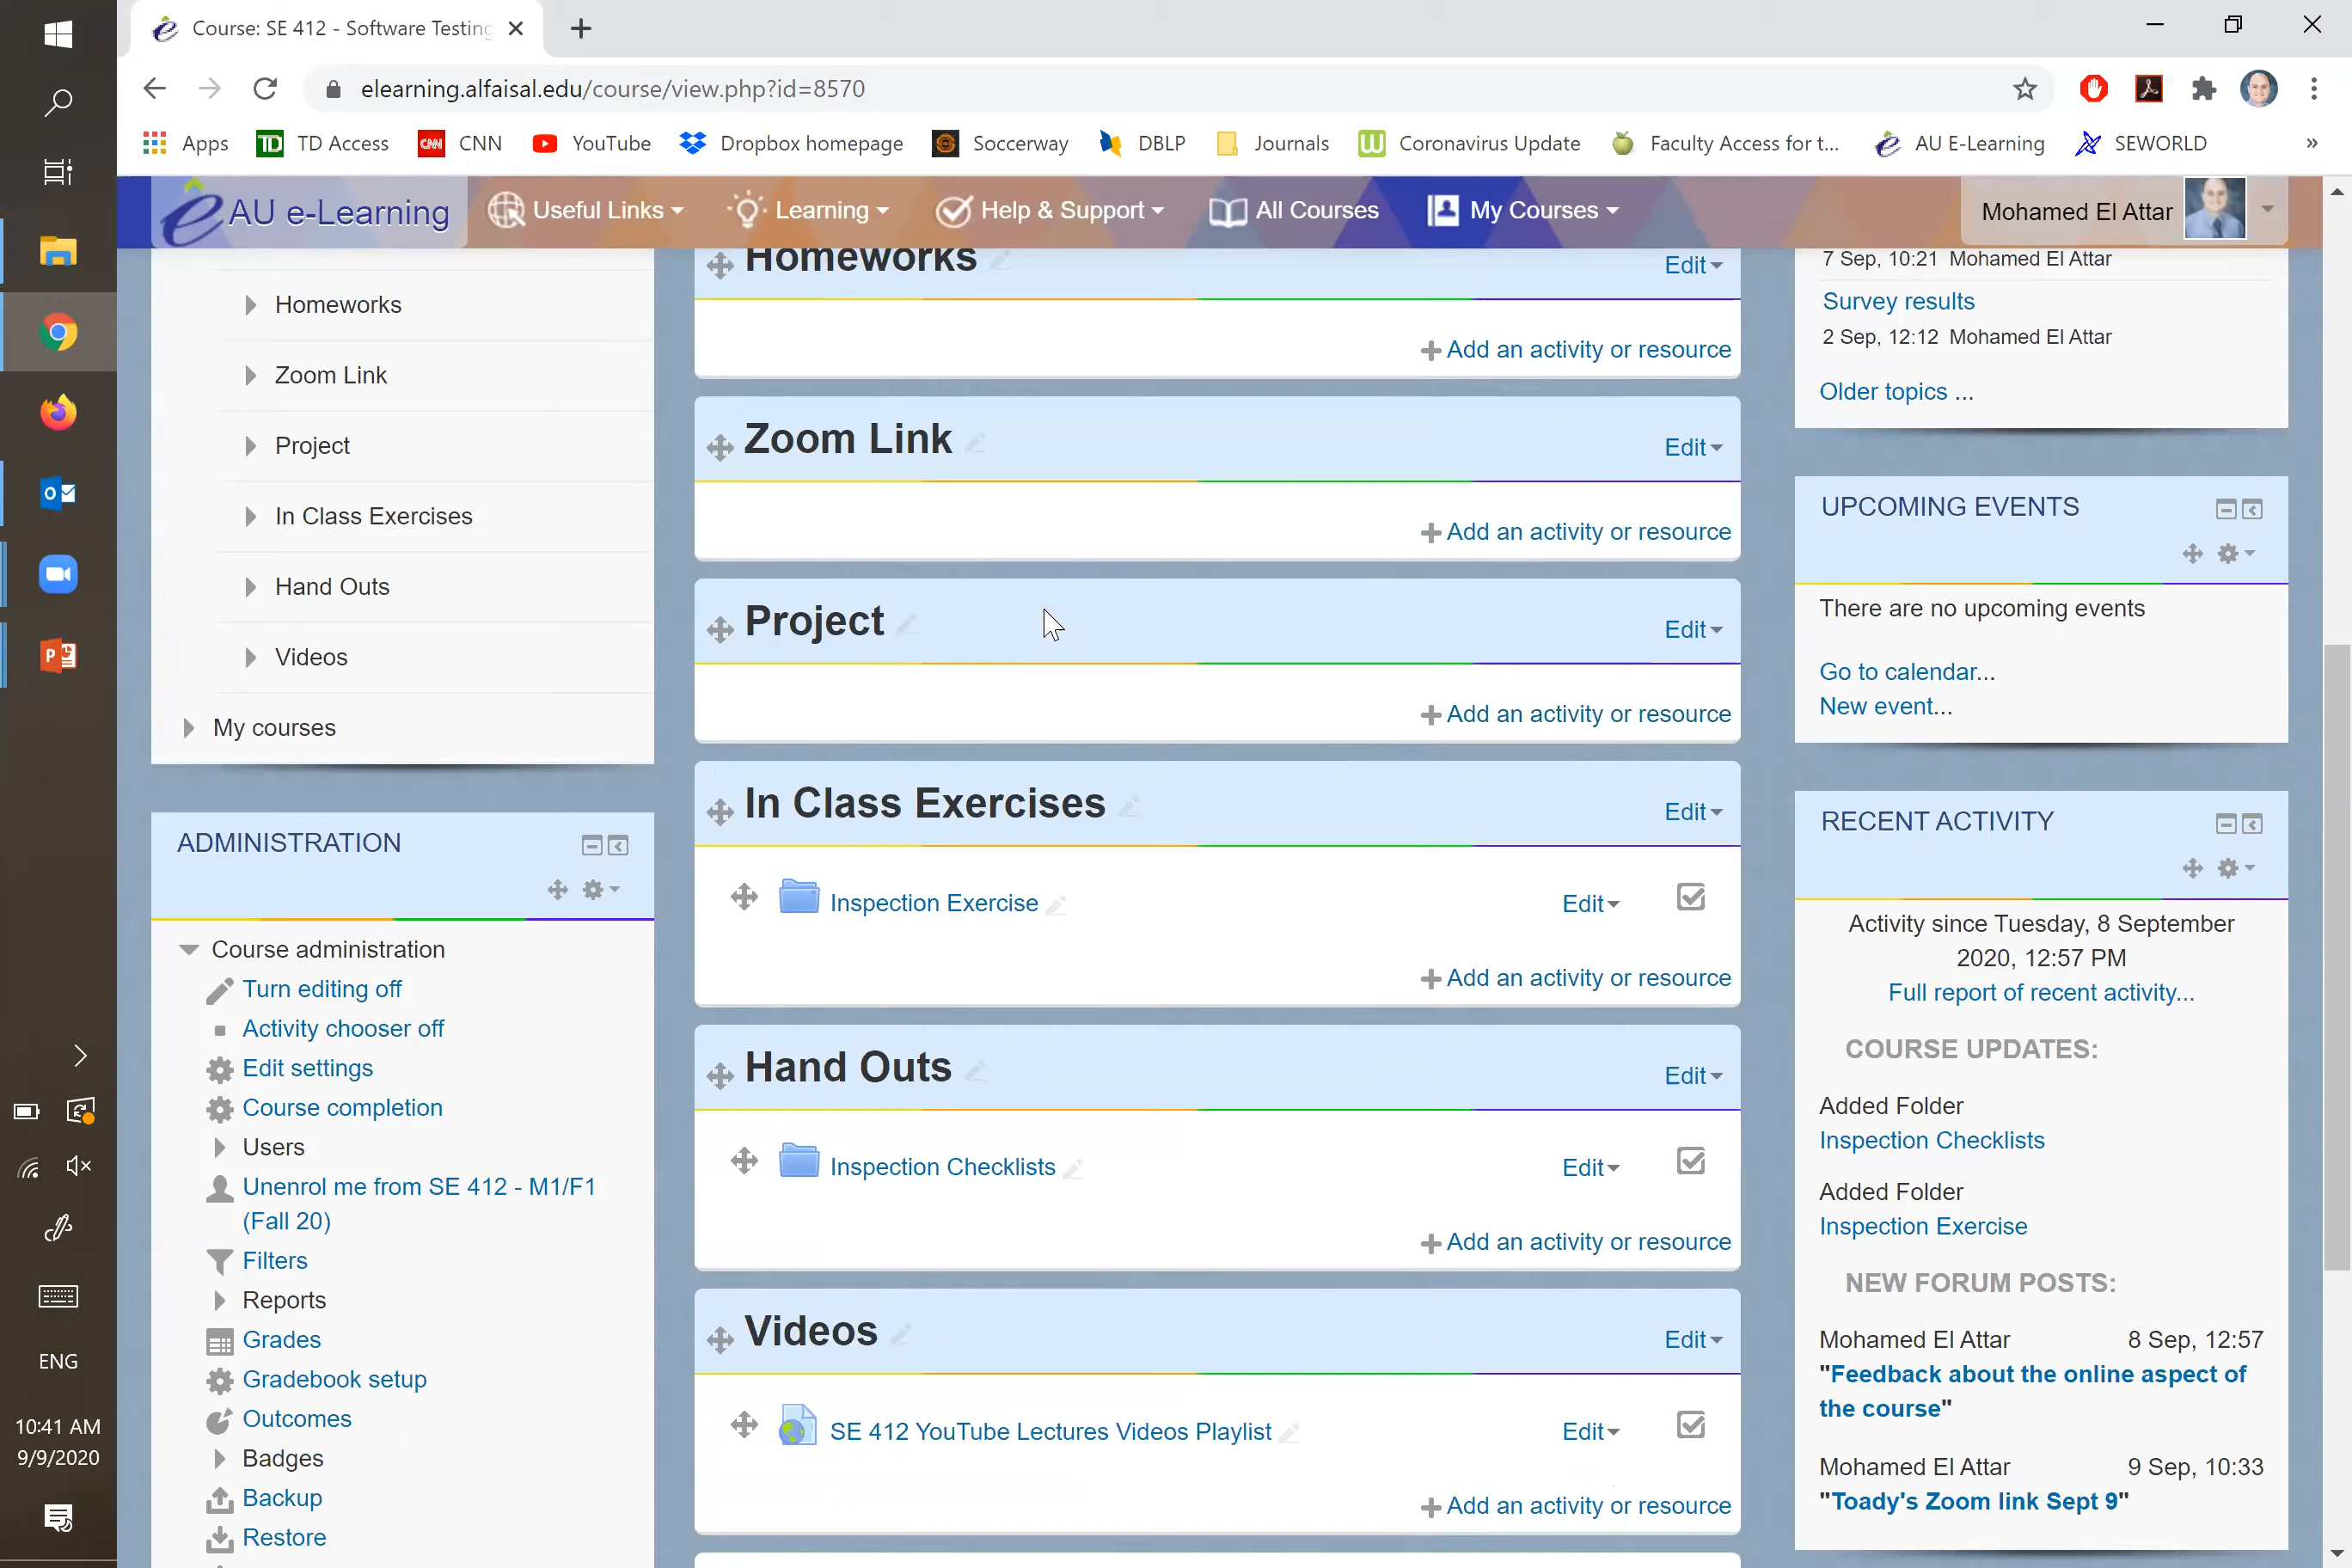 Course: SE 412 - Software Testing
elearning.alfaisal.edu/course/view.php?id=8570
Apps
TD
TD Access
CNN
CNN
YouTube
Dropbox homepage
Soccerway
DBLP
Journals
Coronavirus Update
Faculty Access for t...
AU E-Learning
SEWORLD
»
AU e-Learning
Useful Links
Learning
Help & Support
All Courses
My Courses
Mohamed El Attar
Homeworks
Zoom Link
Project
In Class Exercises
Hand Outs
Videos
My courses
ADMINISTRATION
Course administration
Turn editing off
Activity chooser off
Edit settings
Course completion
Users
Unenrol me from SE 412 - M1/F1
(Fall 20)
Filters
Reports
Grades
Gradebook setup
Outcomes
Badges
Backup
Restore
Homeworks
Edit
Add an activity or resource
Zoom Link
Edit
Add an activity or resource
Project
Edit
Add an activity or resource
In Class Exercises
Edit
Inspection Exercise
Edit
Add an activity or resource
Hand Outs
Edit
Inspection Checklists
Edit
Add an activity or resource
Videos
Edit
SE 412 YouTube Lectures Videos Playlist
Edit
Add an activity or resource
7 Sep, 10:21 Mohamed El Attar
Survey results
2 Sep, 12:12 Mohamed El Attar
Older topics ...
UPCOMING EVENTS
There are no upcoming events
Go to calendar...
New event...
RECENT ACTIVITY
Activity since Tuesday, 8 September
2020, 12:57 PM
Full report of recent activity...
COURSE UPDATES:
Added Folder
Inspection Checklists
Added Folder
Inspection Exercise
NEW FORUM POSTS:
Mohamed El Attar 8 Sep, 12:57
"Feedback about the online aspect of
the course"
Mohamed El Attar 9 Sep, 10:33
"Toady's Zoom link Sept 9"
ENG
10:41 AM
9/9/2020